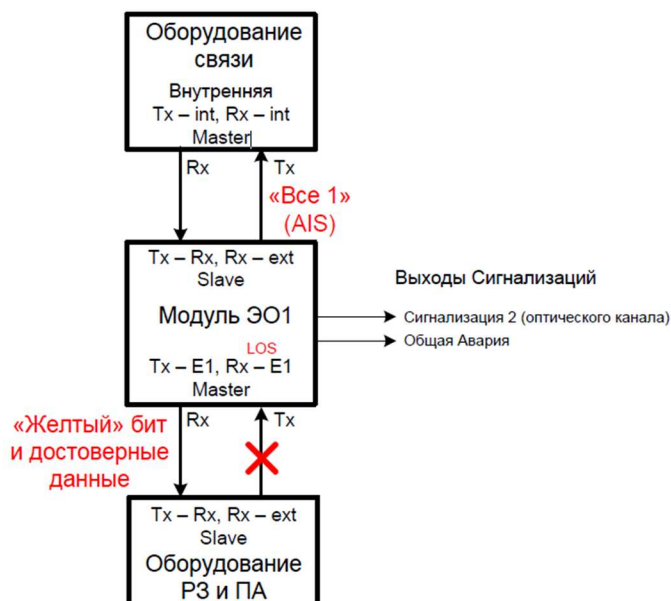 Оборудование
связи
Внутренняя
Tx – int, Rx – int
Master
Rx
Tx
«Все 1»
(AIS)
Tx – Rx, Rx – ext
Slave
Модуль ЭО1
LOS
Tx – E1, Rx – E1
Master
Выходы Сигнализаций
Сигнализация 2 (оптического канала)
Общая Авария
Rx
Tx
«Желтый» бит
и достоверные
данные
Tx – Rx, Rx – ext
Slave
Оборудование
РЗ и ПА